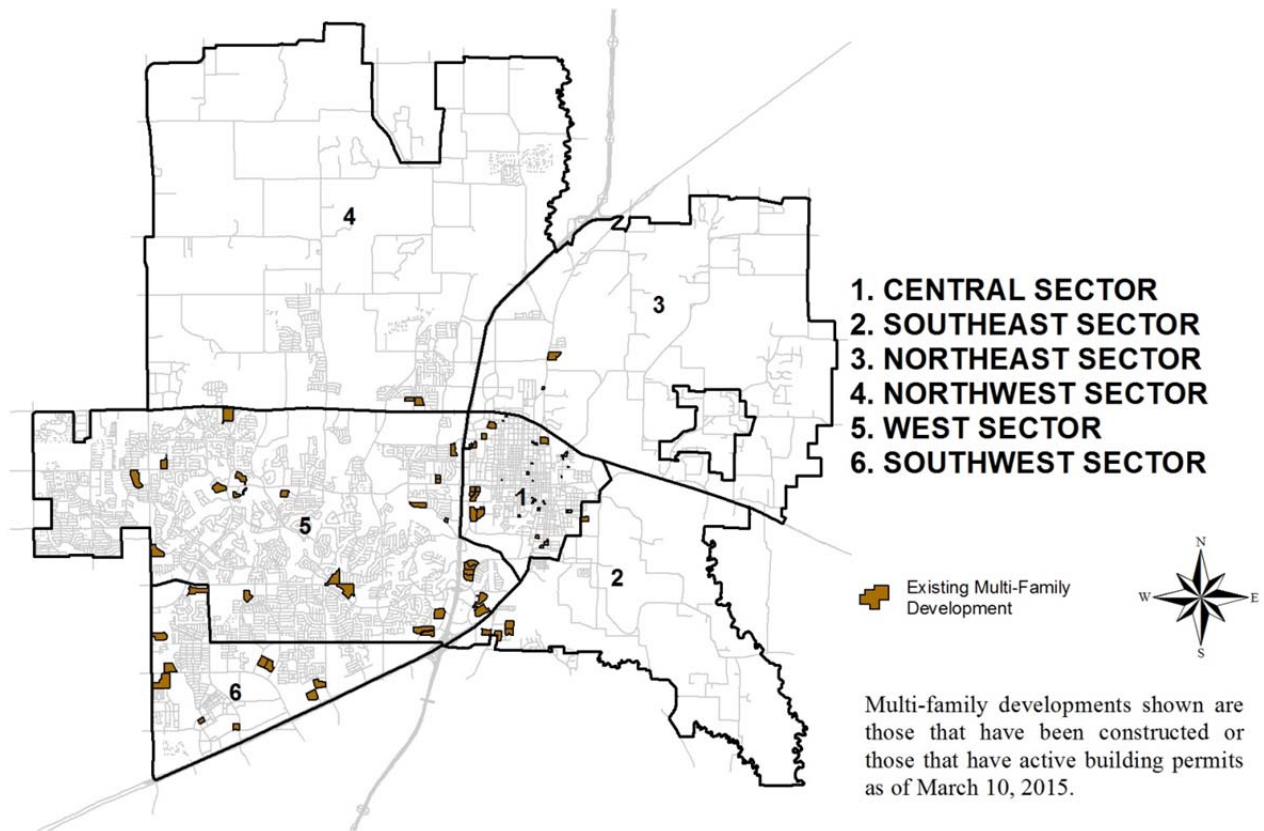 4
3
1. CENTRAL SECTOR
2. SOUTHEAST SECTOR
3. NORTHEAST SECTOR
4. NORTHWEST SECTOR
5. WEST SECTOR
6. SOUTHWEST SECTOR
1
5
2
6
Existing Multi-Family
Development
N
W E
S
Multi-family developments shown are
those that have been constructed or
those that have active building permits
as of March 10, 2015.